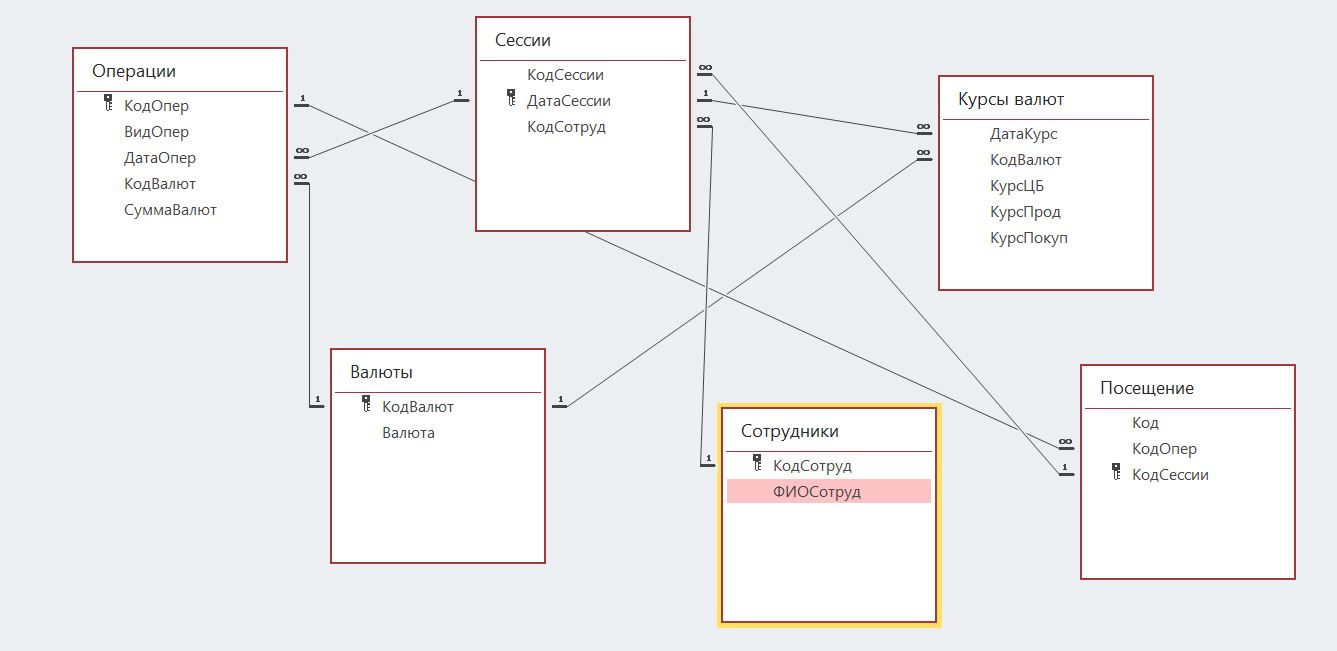 Операции
КодОпер
ВидОпер
ДатаОпер
КодВалют
СуммаВалют
1
∞
∞
Сессии
КодСессии
ДатаСессии
КодСотруд
1
∞
1
∞
Курсы валют
ДатаКурс
КодВалют
КурсЦБ
КурсПрод
КурсПокуп
∞
∞
Валюты
КодВалют
Валюта
1
1
Сотрудники
КодСотруд
ФИОСотруд
1
Посещение
Код
КодОпер
КодСессии
∞
1